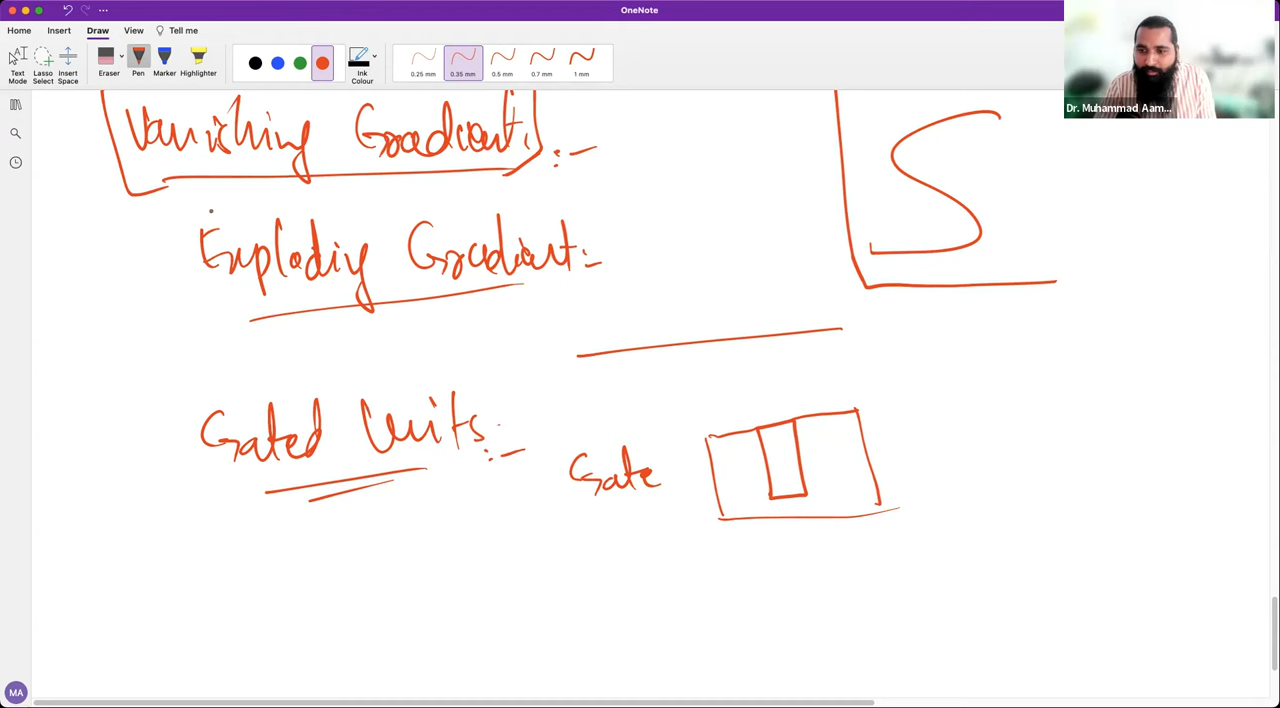 OneNote
Home Insert Draw View Tell me
Text Mode
Lasso Select
Insert Space
Eraser
Pen
Marker
Highlighter
Ink Colour
0.25 mm
0.35 mm
0.5 mm
0.7 mm
1 mm
Dr. Muhammad Aam...
Vanishing Gradient :-
S
Exploding Gradient :-
Gated Units :-
Gate
MA